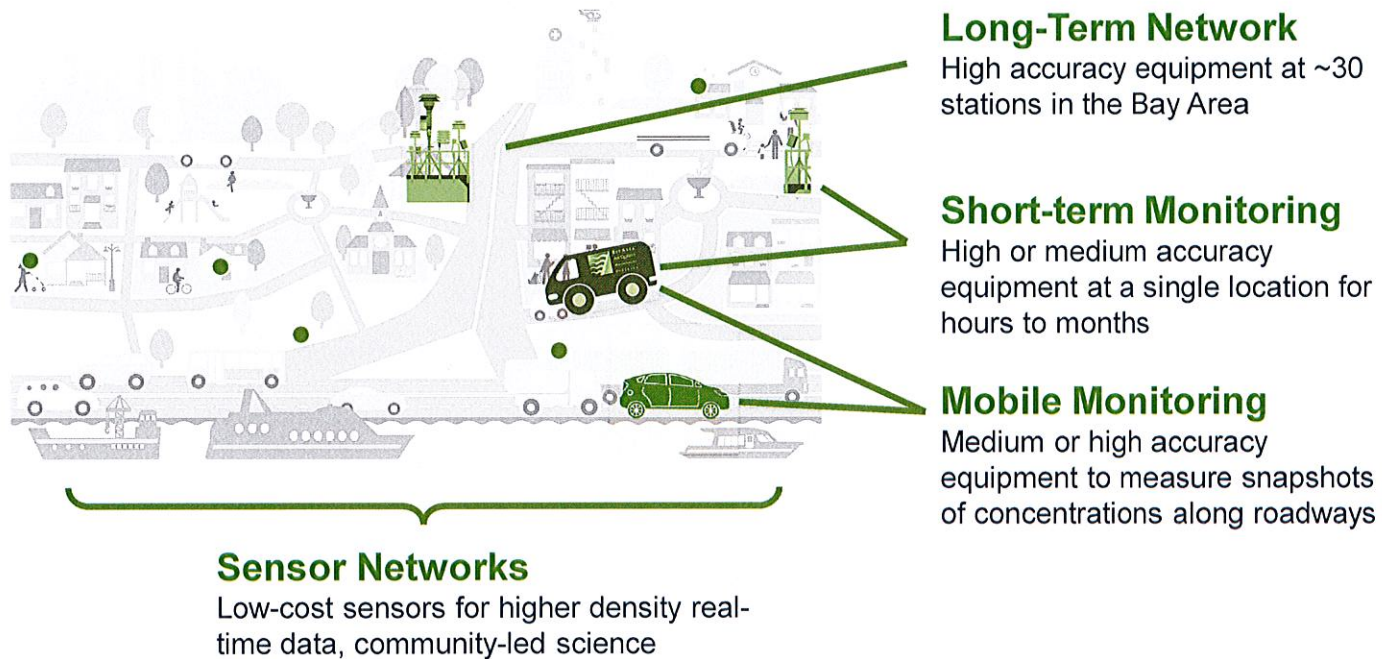 Long-Term Network
High accuracy equipment at ~30
stations in the Bay Area
Short-term Monitoring
High or medium accuracy
equipment at a single location for
hours to months
Mobile Monitoring
Medium or high accuracy
equipment to measure snapshots
of concentrations along roadways
Sensor Networks
Low-cost sensors for higher density real-
time data, community-led science